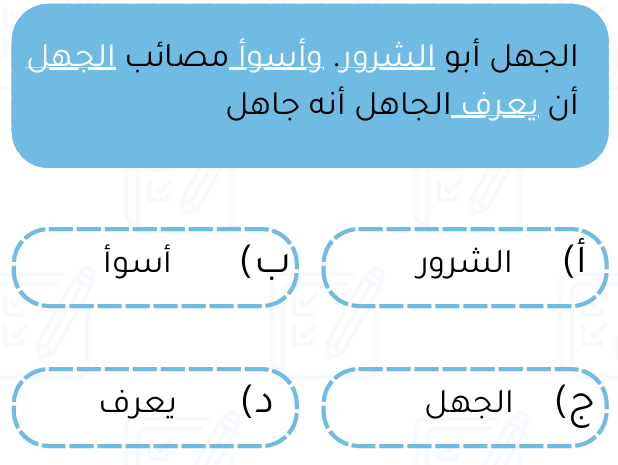 الجهل أبو الشرور. وأسوأ مصائب الجهل
أن يعرف الجاهل أنه جاهل
أ) الشرور
ب) أسوأ
ج) الجهل
د) يعرف